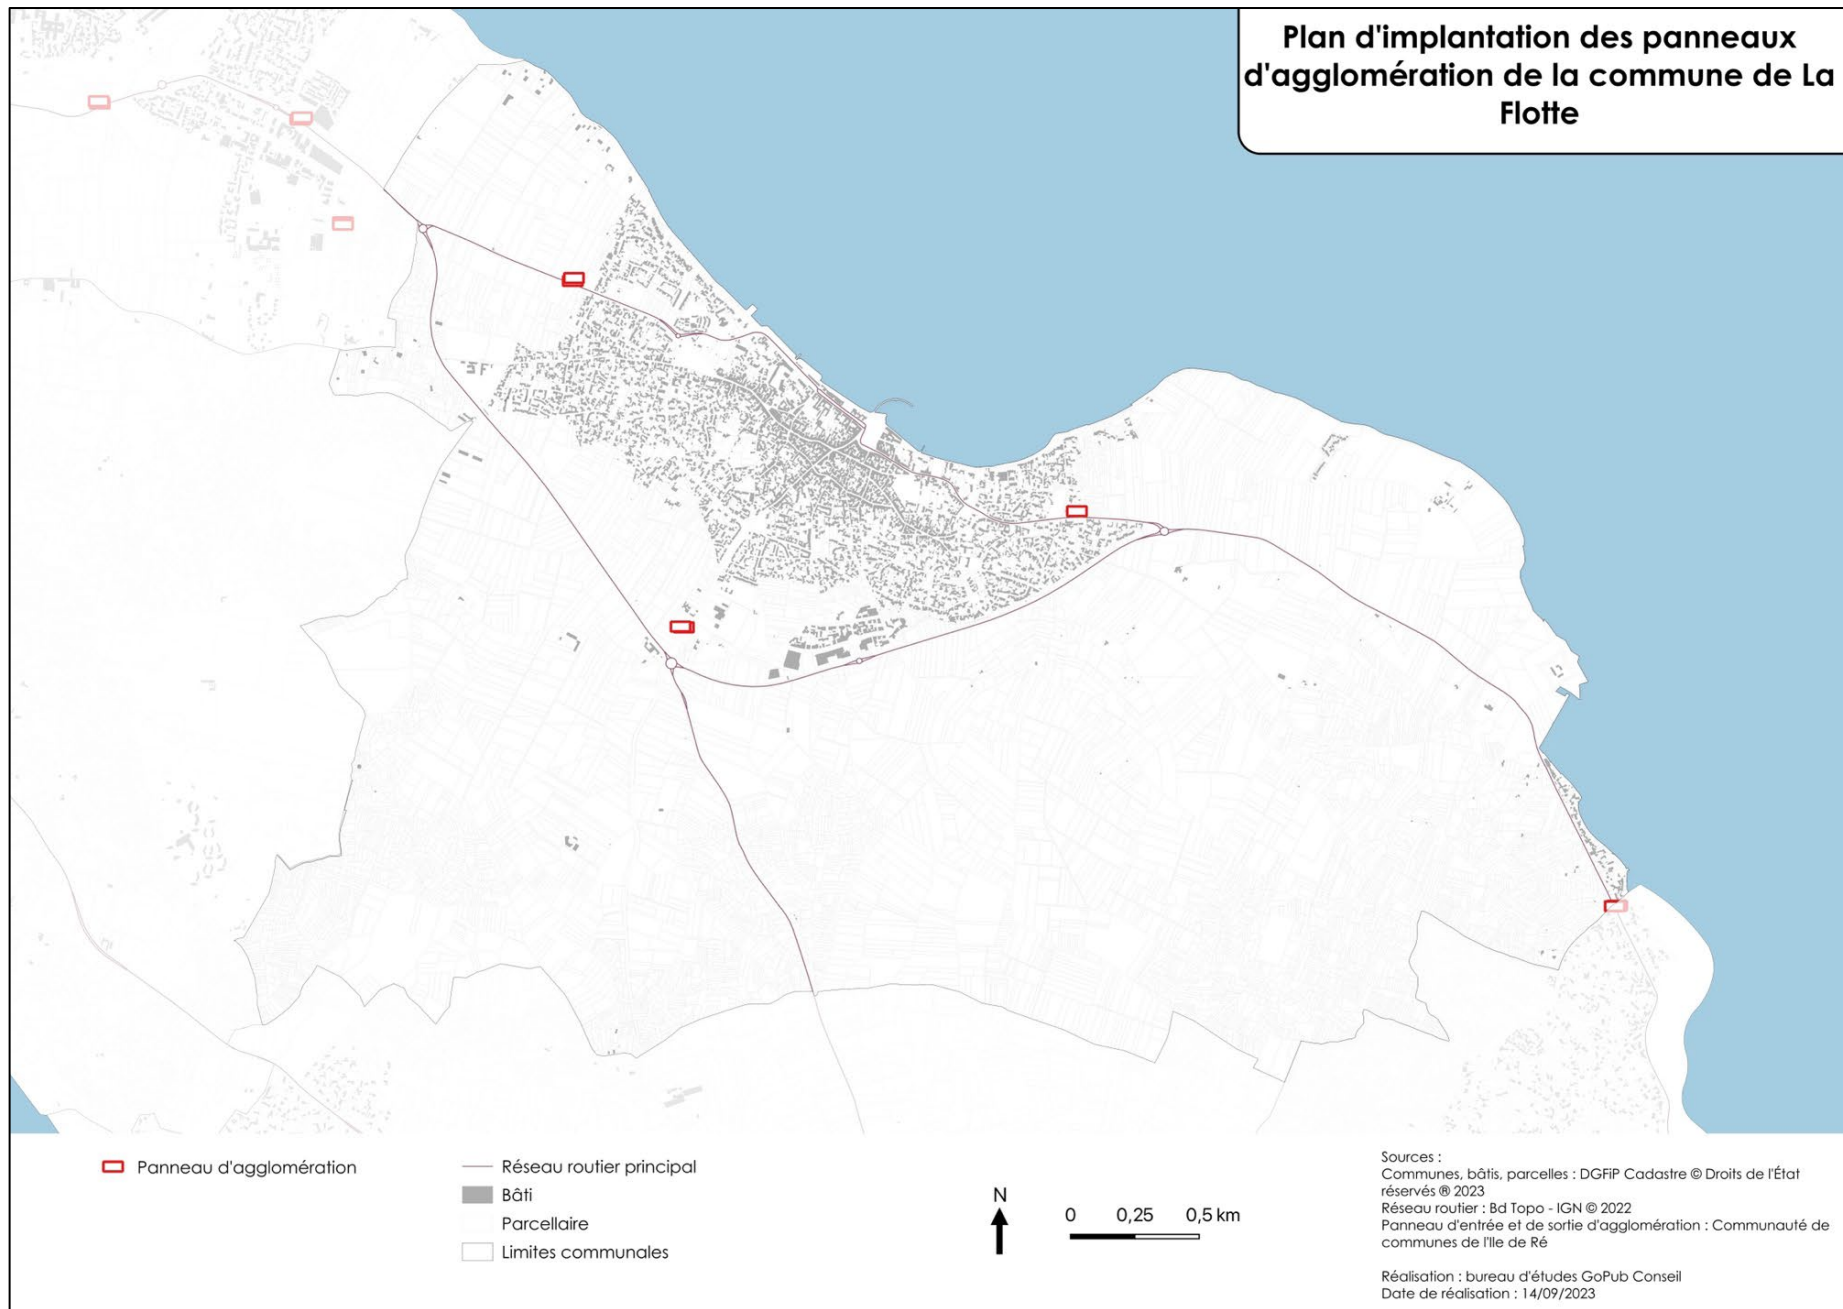 Plan d'implantation des panneaux
d'agglomération de la commune de La
Flotte
Panneau d'agglomération
Réseau routier principal
Bâti
Parcellaire
Limites communales
N
0 0,25 0,5 km
Sources :
Communes, bâtis, parcelles : DGFiP Cadastre © Droits de l'État
réservés ® 2023
Réseau routier : Bd Topo - IGN © 2022
Panneau d'entrée et de sortie d'agglomération : Communauté de
communes de l'Ile de Ré
Réalisation : bureau d'études GoPub Conseil
Date de réalisation : 14/09/2023